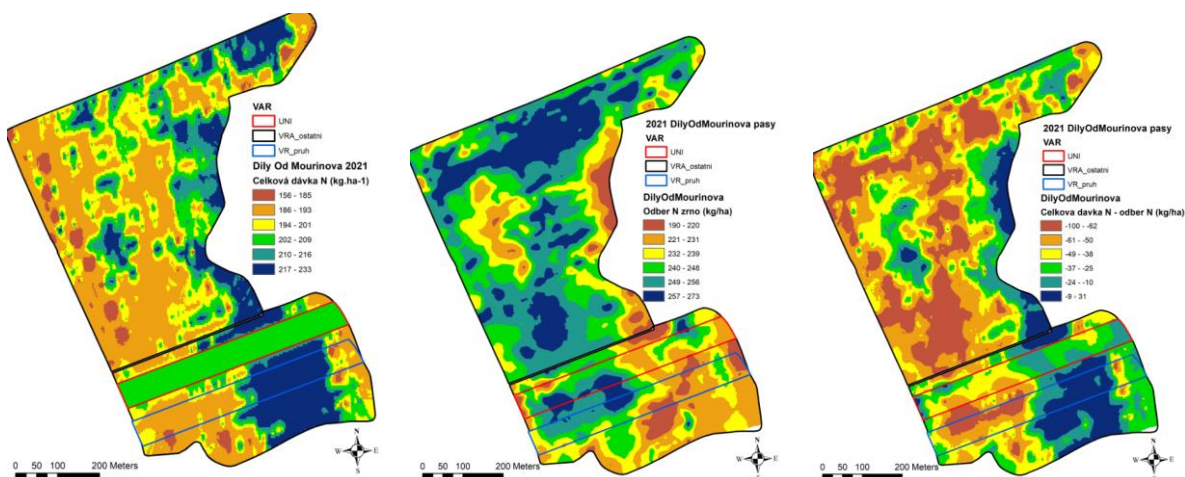 VAR
UNI
VRA_ostatni
VR_pruh
Dily Od Mourinova 2021
Celková dávka N (kg.ha-1)
156 - 185
186 - 193
194 - 201
202 - 209
210 - 216
217 - 233
N
W E
S
0 50 100 200 Meters
2021 DilyOdMourinova pasy
VAR
UNI
VRA_ostatni
VR_pruh
DilyOdMourinova
Odber N zrno (kg/ha)
190 - 220
221 - 231
232 - 239
240 - 248
249 - 256
257 - 273
N
W E
S
0 50 100 200 Meters
2021 DilyOdMourinova pasy
VAR
UNI
VRA_ostatni
VR_pruh
DilyOdMourinova
Celkova davka N - odber N (kg/ha)
-100 - -62
-61 - -50
-49 - -38
-37 - -25
-24 - -10
-9 - 31
N
W E
0 50 100 200 Meters